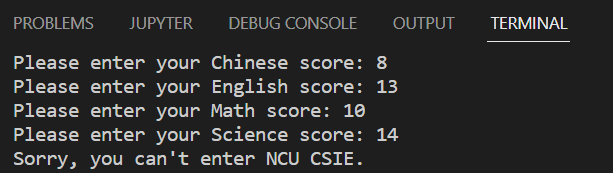 PROBLEMS JUPYTER DEBUG CONSOLE OUTPUT TERMINAL
Please enter your Chinese score: 8
Please enter your English score: 13
Please enter your Math score: 10
Please enter your Science score: 14
Sorry, you can't enter NCU CSIE.